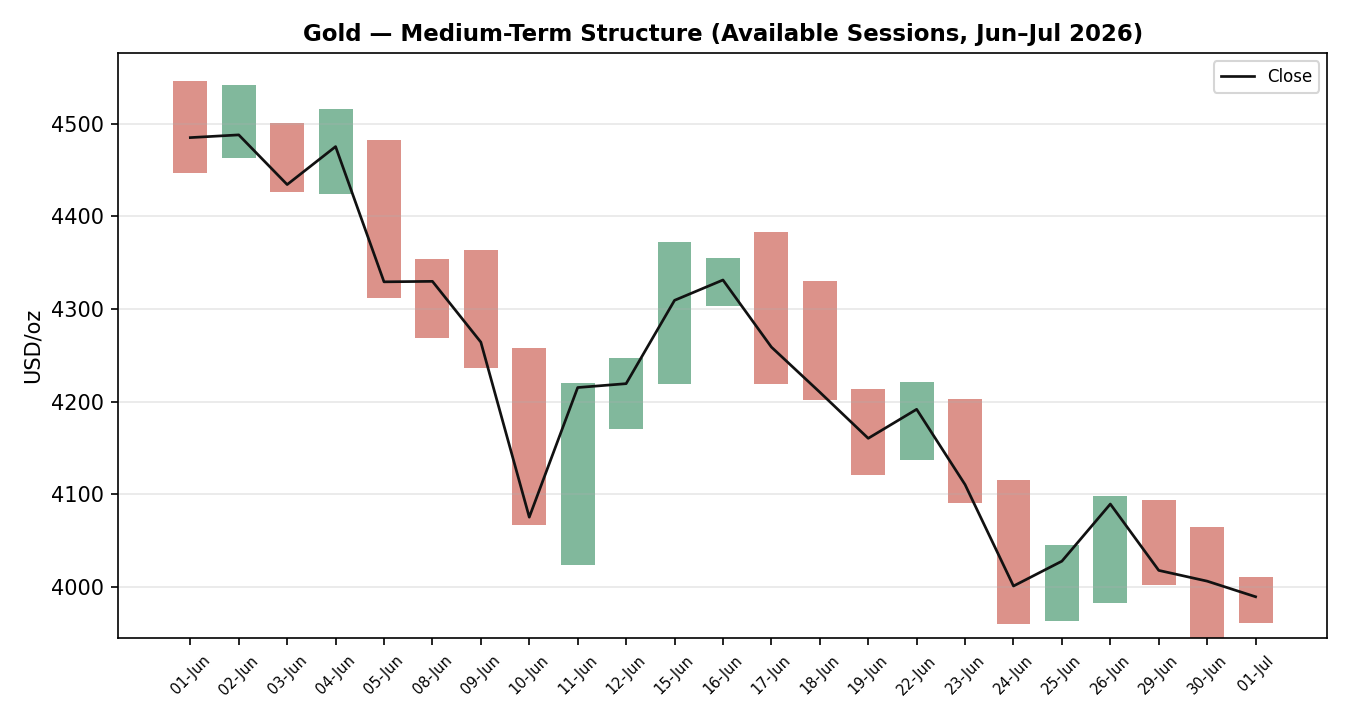 Gold — Medium-Term Structure (Available Sessions, Jun–Jul 2026)
Close
USD/oz
4500
4400
4300
4200
4100
4000
01-Jun
02-Jun
03-Jun
04-Jun
05-Jun
08-Jun
09-Jun
10-Jun
11-Jun
12-Jun
15-Jun
16-Jun
17-Jun
18-Jun
19-Jun
22-Jun
23-Jun
24-Jun
25-Jun
26-Jun
29-Jun
30-Jun
01-Jul